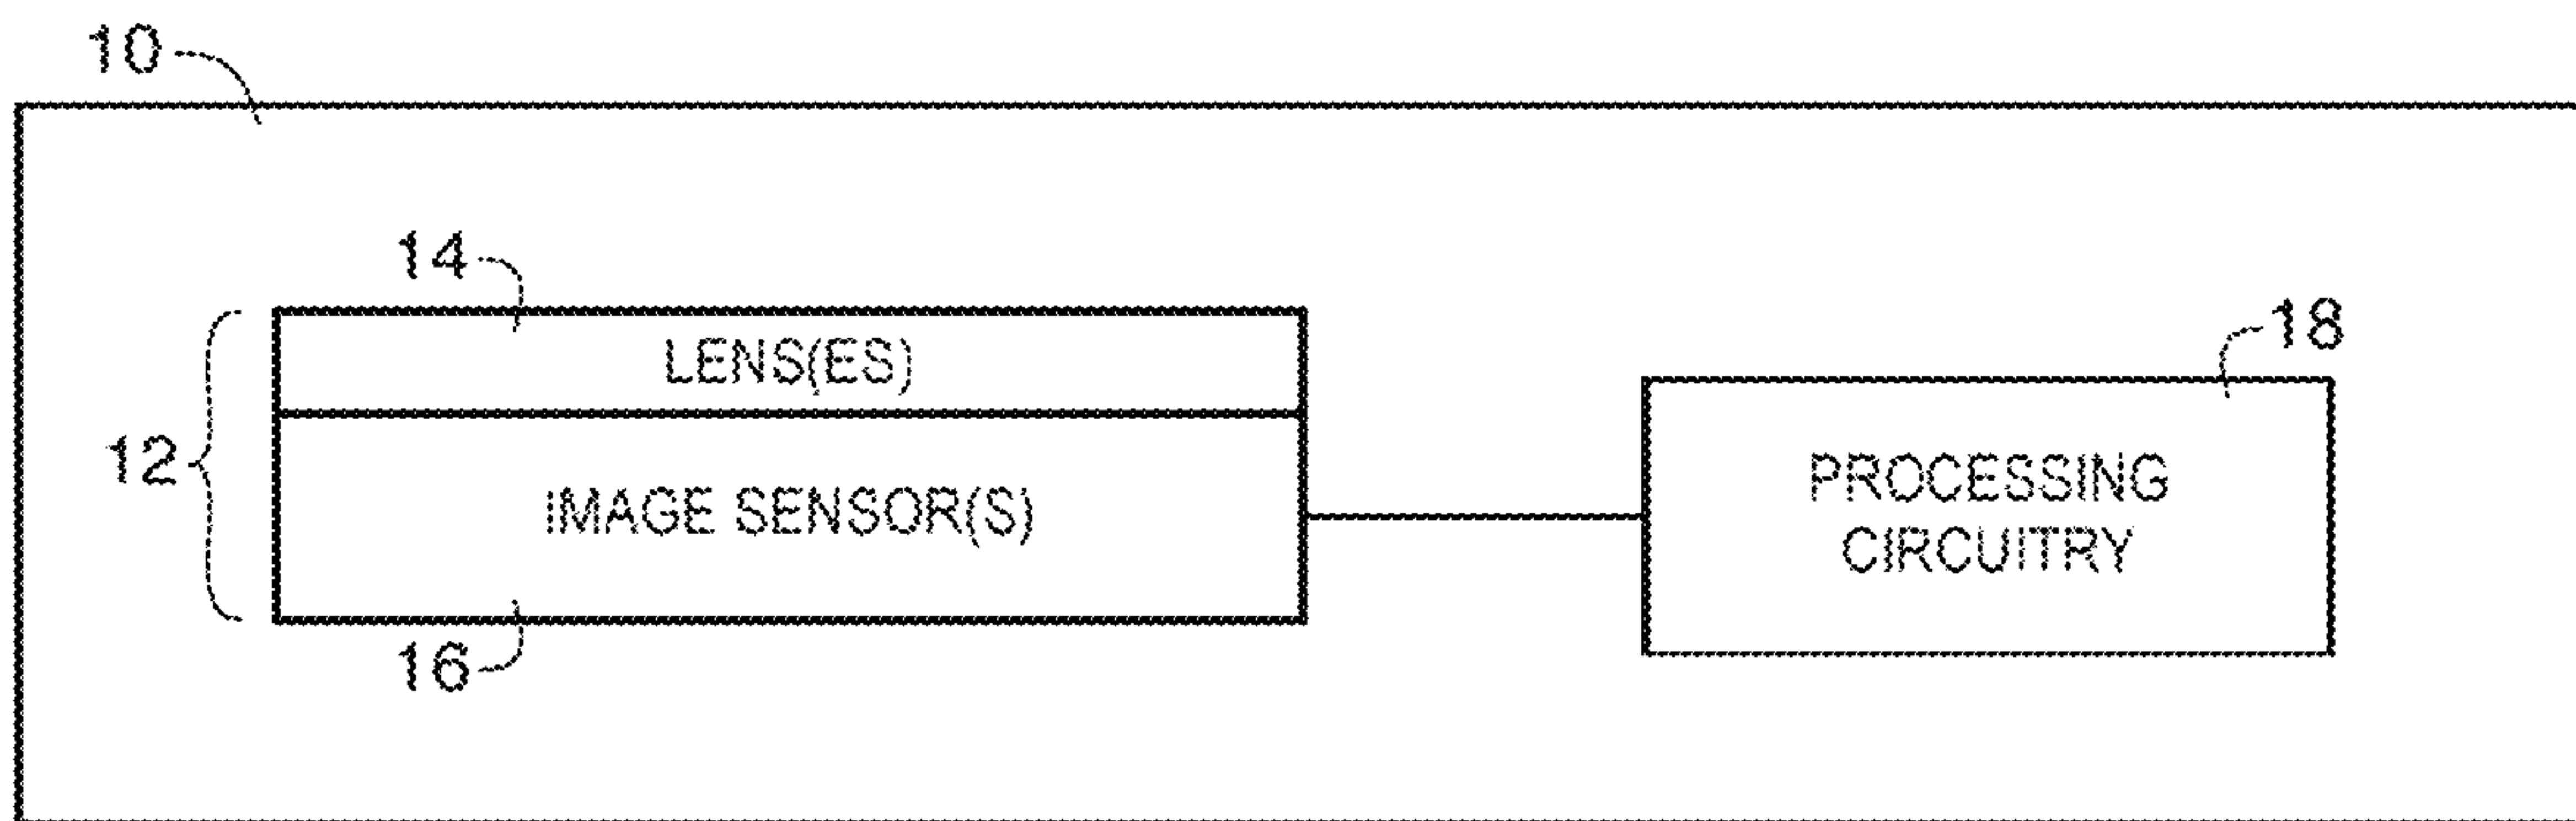 10
14
LENS(ES)
18
12
PROCESSING
IMAGE SENSOR(S)
CIRCUITRY
16